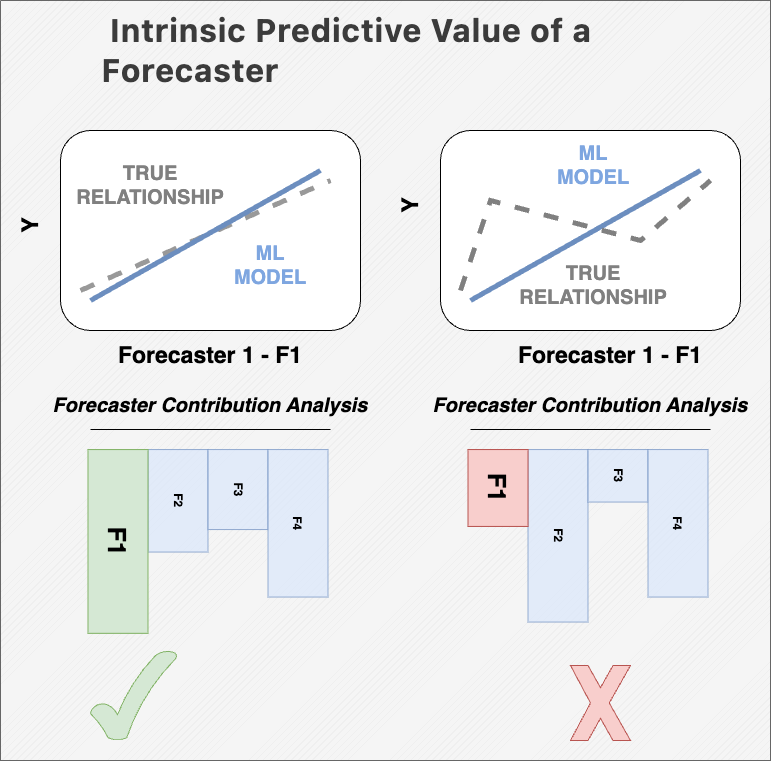 Intrinsic Predictive Value of a
Forecaster
TRUE
RELATIONSHIP
ML
MODEL
Y
Forecaster 1 - F1
ML
MODEL
TRUE
RELATIONSHIP
Y
Forecaster 1 - F1
Forecaster Contribution Analysis
F1
F2
F3
F4
Forecaster Contribution Analysis
F1
F2
F3
F4
X